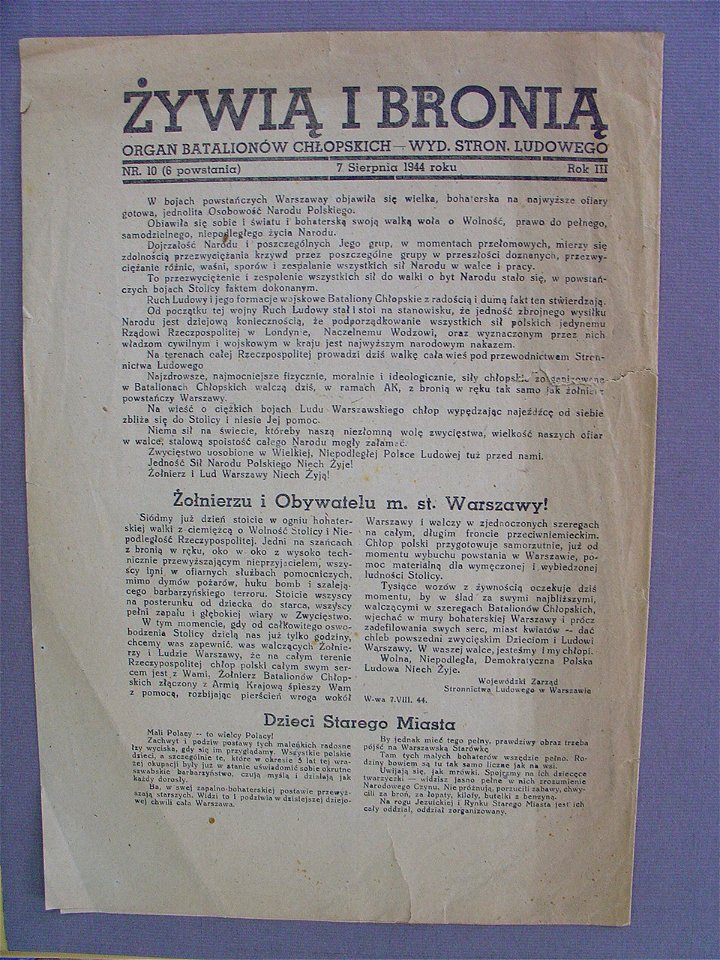 ŻYWIĄ I BRONIĄ
ORGAN BATALIONÓW CHŁOPSKICH — WYD. STRON. LUDOWEGO
NR. 10 (6 powstania) 7 Sierpnia 1944 roku Rok III
W bojach powstańczych Warszaway objawiła się wielka, bohaterska na najwyższe ofiary
gotowa, jednolita Osobowość Narodu Polskiego.
Obiawiła się sobie i światu i bohaterską swoją walką woła o Wolność, prawo do pełnego,
samodzielnego, niepodległego życia Narodu.
Dojrzałość Narodu i poszczególnych Jego grup, w momentach przełomowych, mierzy się
zdolnością przezwyciężania krzywd przez poszczególne grupy w przeszłości doznanych, przezwy-
ciężanie różnic, waśni, sporów i zespalanie wszystkich sił Narodu w walce i pracy.
To przezwyciężenie i zespolenie wszystkich sił do walki o byt Narodu stało się, w powstań-
czych bojach Stolicy faktem dokonanym.
Ruch Ludowy i jego formacje wojskowe Bataliony Chłopskie z radością i dumą fakt ten stwierdzają.
Od początku tej wojny Ruch Ludowy stał i stoi na stanowisku, że jedność zbrojnego wysiłku
Narodu jest dziejową koniecznością, że podporządkowanie wszystkich sił polskich jedynemu
Rządowi Rzeczpospolitej w Londynie, Naczelnemu Wodzowi, oraz wyznaczonym przez nich
władzom cywilnym i wojskowym w kraju jest najwyższym narodowym nakazem.
Na terenach całej Rzeczpospolitej prowadzi dziś walkę cała wieś pod przewodnictwem Stron-
nictwa Ludowego
Najzdrowsze, najmocniejsze fizycznie, moralnie i ideologicznie, siły chłopskie zorganizowane
w Batalionach Chłopskich walczą dziś, w ramach AK, z bronią w ręku tak samo jak żołnierz
powstańczy Warszawy.
Na wieść o ciężkich bojach Ludu Warszawskiego chłop wypędzając najeźdźcę od siebie
zbliża się do Stolicy i niesie Jej pomoc.
Niema sił na świecie, któreby naszą niezłomną wolę zwycięstwa, wielkość naszych ofiar
w walce, stalową spoistość całego Narodu mogły załamać.
Zwycięstwo uosobione w Wielkiej, Niepodległej Polsce Ludowej tuż przed nami.
Jedność Sił Narodu Polskiego Niech Żyje!
Żołnierz i Lud Warszawy Niech Żyją!
Żołnierzu i Obywatelu m. st. Warszawy!
Siódmy już dzień stoicie w ogniu bohater-
skiej walki z ciemięzcą o Wolność Stolicy i Nie-
podległość Rzeczypospolitej. Jedni na szańcach
z bronią w ręku, oko w oko z wysoko tech-
nicznie przewyższającym nieprzyjacielem, wszy-
scy inni w ofiarnych służbach pomocniczych,
mimo dymów pożarów, huku bomb i szaleją-
cego barbarzyńskiego terroru. Stoicie wszyscy
na posterunku od dziecka do starca, wszyscy
pełni zapału i głębokiej wiary w Zwycięstwo.
W tym momencie, gdy od całkowitego oswo-
bodzenia Stolicy dzielą nas już tylko godziny,
chcemy was zapewnić, was walczących Żołnie-
rzy i Ludzie Warszawy, że na całym terenie
Rzeczypospolitej chłop polski całym swym ser-
cem jest z Wami. Żołnierz Batalionów Chłop-
skich złączony z Armią Krajową śpieszy Wam
z pomocą, rozbijając pierścień wroga wokół
Warszawy i walczy w zjednoczonych szeregach
na całym, długim froncie przeciwniemieckim.
Chłop polski przygotowuje samorzutnie, już od
momentu wybuchu powstania w Warszawie, po-
moc materialną dla wymęczonej i wybiedzonej
ludności Stolicy.
Tysiące wozów z żywnością oczekuje dziś
momentu, by w ślad za swymi najbliższymi,
walczącymi w szeregach Batalionów Chłopskich,
wjechać w mury bohaterskiej Warszawy i prócz
zadefilowania swych serc, miast kwiatów — dać
chleb powszedni zwycięskim Dzieciom i Ludowi
Warszawy. W waszej walce, jesteśmy i my chłopi.
Wolna, Niepodległa, Demokratyczna Polska
Ludowa Niech Żyje.
Wojewódzki Zarząd
Stronnictwa Ludowego w Warszawie
W-wa 7.VIII. 44.
Dzieci Starego Miasta
Mali Polacy — to wielcy Polacy!
Zachwyt i podziw postawy tych maleńkich radosne
łzy wyciska, gdy się im przyglądamy. Wszystkie polskie
dzieci, a szczególnie te, które w okresie 5 lat tej wra-
żej okupacji były już w stanie uświadomić sobie okrutne
szwabskie barbarzyństwo, czują myślą i działają jak
każdy dorosły.
Ba, w swej zapalno-bohaterskiej postawie przewyż-
szają starszych. Widzi to i podziwia w dzisiejszej dziejo-
wej chwili cała Warszawa.
By jednak mieć tego pełny, prawdziwy obraz trzeba
pójść na Warszawską Starówkę
Tam tych małych bohaterów wszędzie pełno. Ro-
dziny bowiem są tu tak samo liczne jak na wsi.
Uwijają się, jak mrówki. Spojrzmy na ich dziecięce
twarzyczki — widzisz jasno pełne w nich zrozumienie
Narodowego Czynu. Nie próżnują, porzucili zabawy, chwy-
cili za broń, za łopaty, kilofy, butelki z benzyną.
Na rogu Jezuickiej i Rynku Starego Miasta jest ich
cały oddział, oddział zorganizowany.